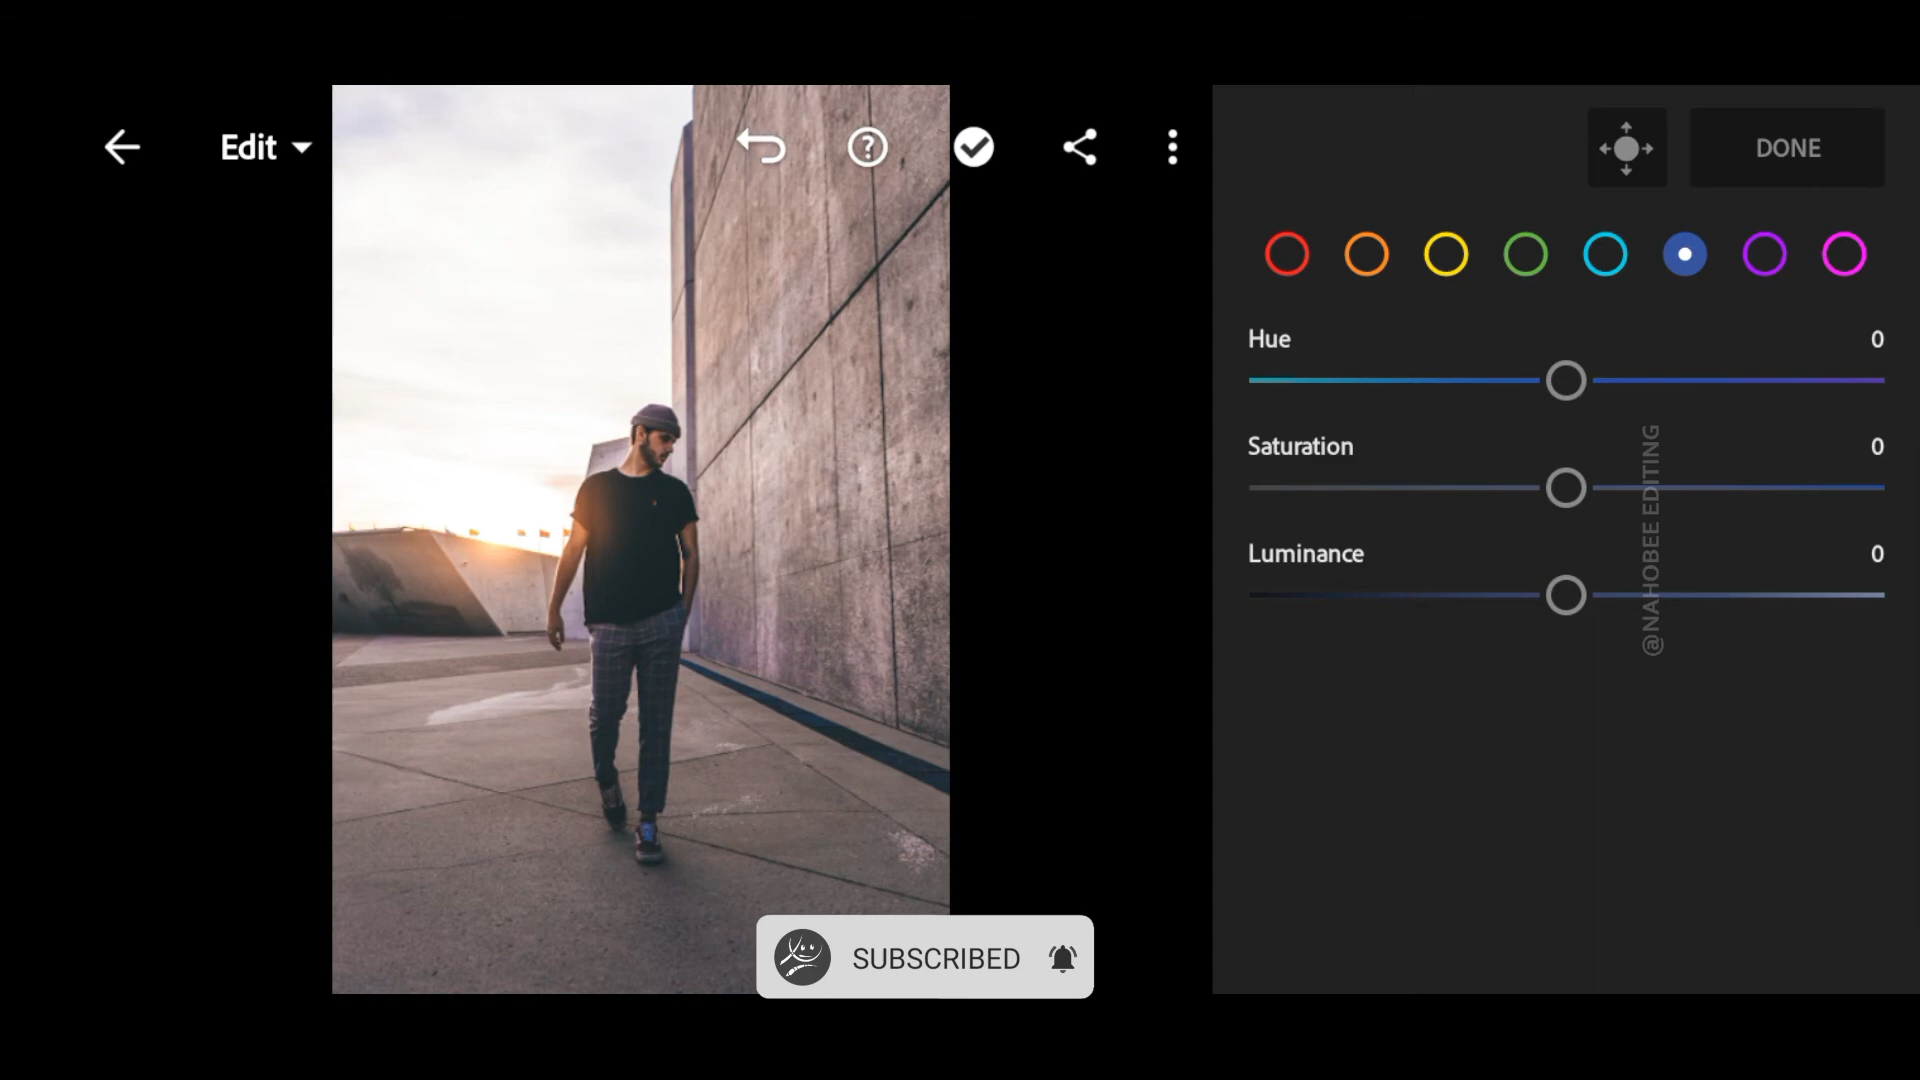 Edit
DONE
Hue 0
Saturation 0
Luminance 0
@NAHOBEE EDITING
SUBSCRIBED